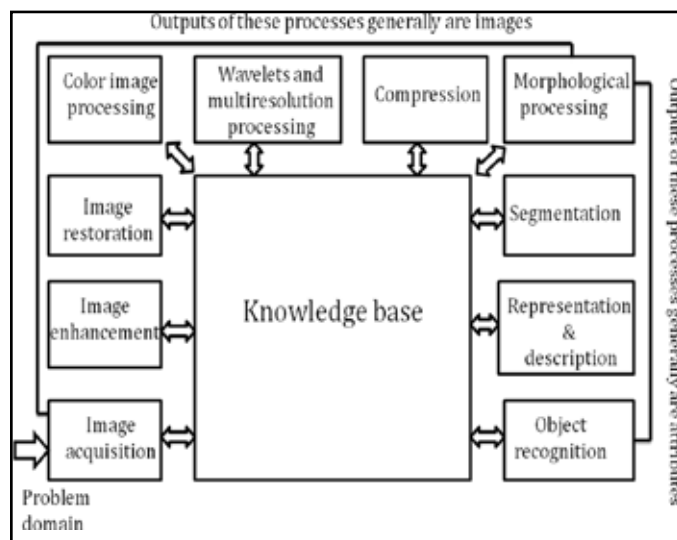 Outputs of these processes generally are images
Color image
processing
Wavelets and
multiresolution
processing
Compression
Morphological
processing
Image
restoration
Segmentation
Image
enhancement
Knowledge base
Representation
&
description
Image
acquisition
Object
recognition
Problem
domain
Outputs of these processes generally are attributes